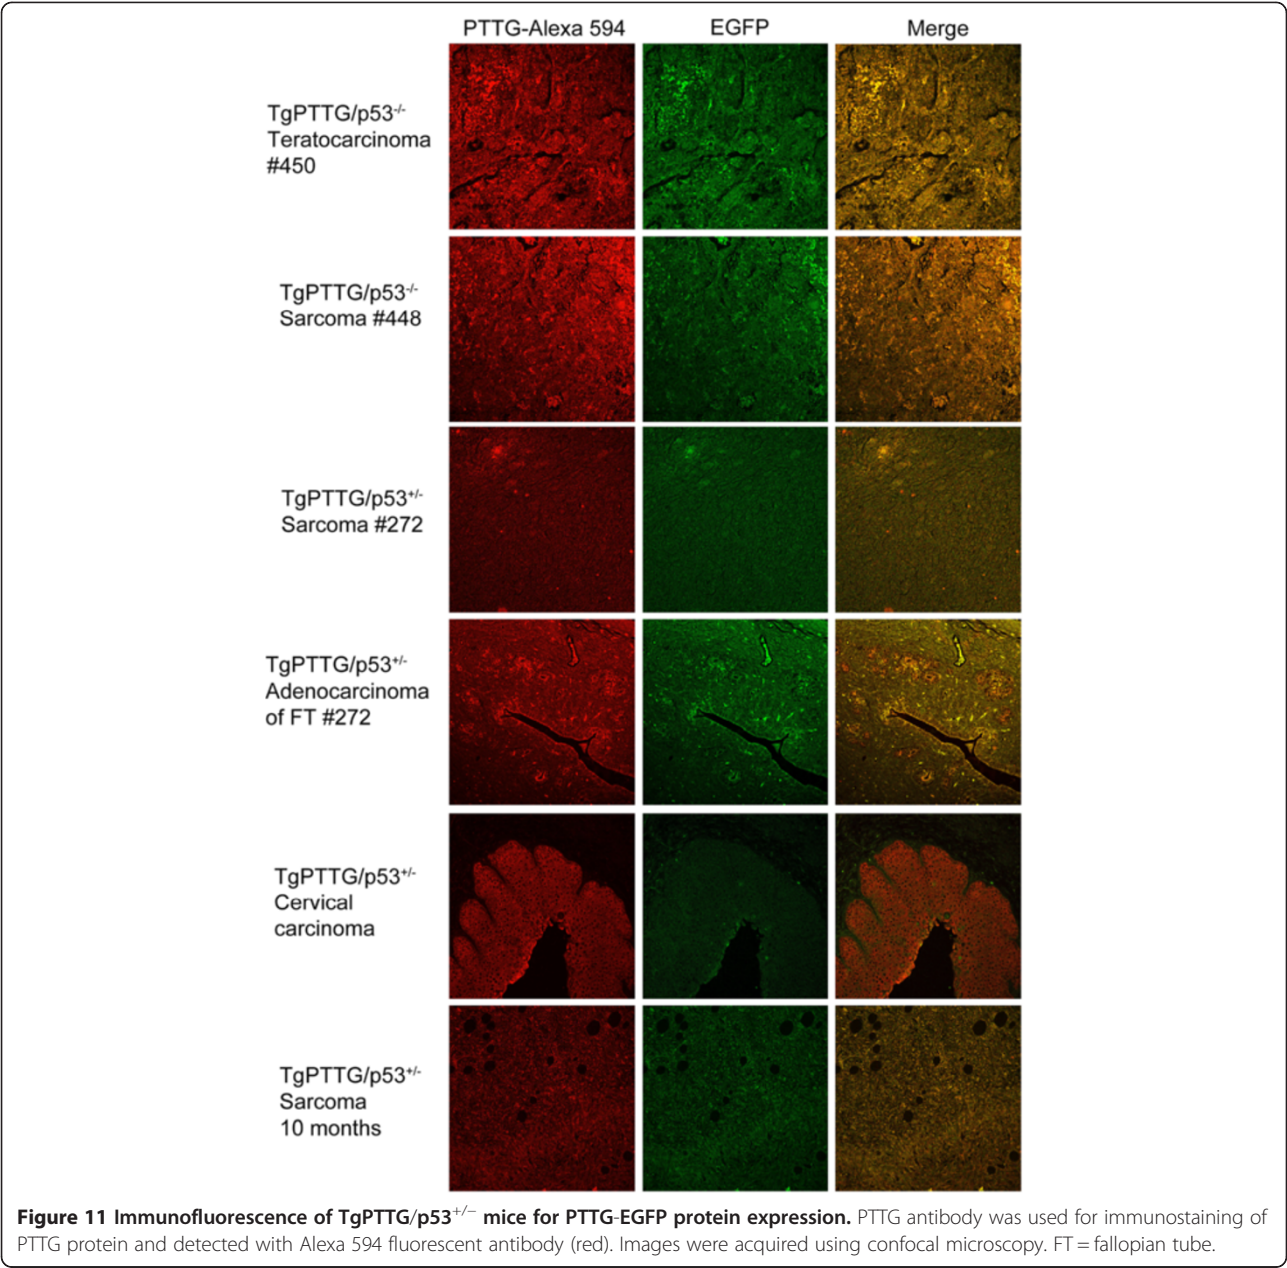 PTTG-Alexa 594 EGFP Merge
TgPTTG/p53-/-
Teratocarcinoma
#450
TgPTTG/p53-/-
Sarcoma #448
TgPTTG/p53+/-
Sarcoma #272
TgPTTG/p53+/-
Adenocarcinoma
of FT #272
TgPTTG/p53+/-
Cervical
carcinoma
TgPTTG/p53+/-
Sarcoma
10 months
Figure 11 Immunofluorescence of TgPTTG/p53+/− mice for PTTG-EGFP protein expression. PTTG antibody was used for immunostaining of
PTTG protein and detected with Alexa 594 fluorescent antibody (red). Images were acquired using confocal microscopy. FT = fallopian tube.